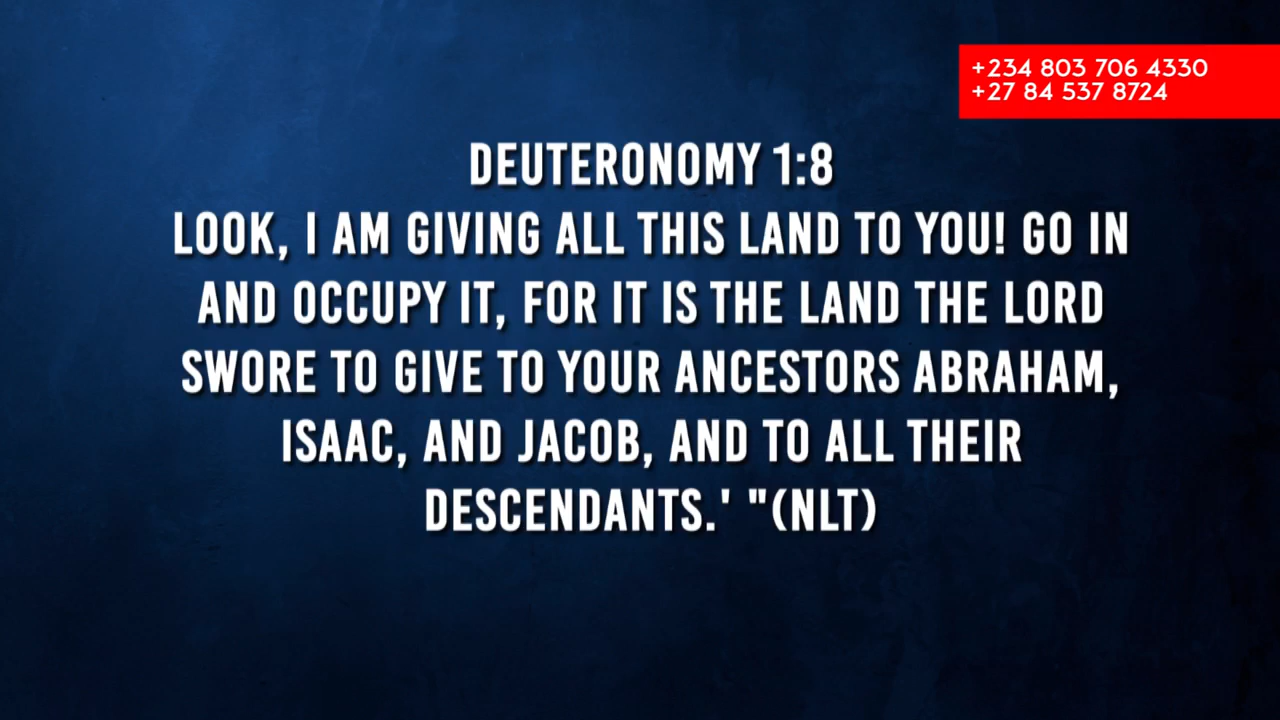 +234 803 706 4330
+27 84 537 8724
DEUTERONOMY 1:8
LOOK, I AM GIVING ALL THIS LAND TO YOU! GO IN
AND OCCUPY IT, FOR IT IS THE LAND THE LORD
SWORE TO GIVE TO YOUR ANCESTORS ABRAHAM,
ISAAC, AND JACOB, AND TO ALL THEIR
DESCENDANTS.' "(NLT)